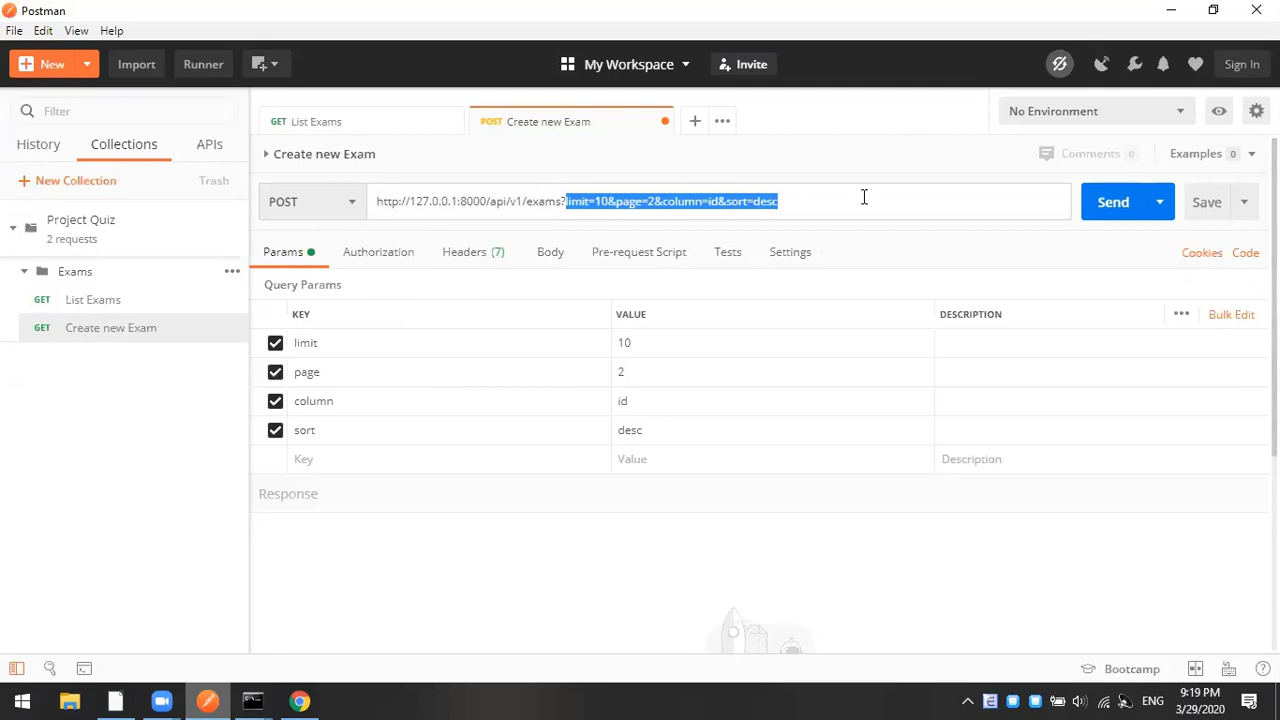 Postman
File Edit View Help
New Import Runner My Workspace Invite Sign In
Filter
GET List Exams POST Create new Exam No Environment
History Collections APIs
Create new Exam Comments 0 Examples 0
New Collection Trash
POST http://127.0.0.1:8000/api/v1/exams?limit=10&page=2&column=id&sort=desc Send Save
Project Quiz
2 requests
Params Authorization Headers (7) Body Pre-request Script Tests Settings Cookies Code
Exams
Query Params
GET List Exams
KEY VALUE DESCRIPTION Bulk Edit
GET Create new Exam
limit 10
page 2
column id
sort desc
Key Value Description
Response
Bootcamp
ENG
9:19 PM
3/29/2020